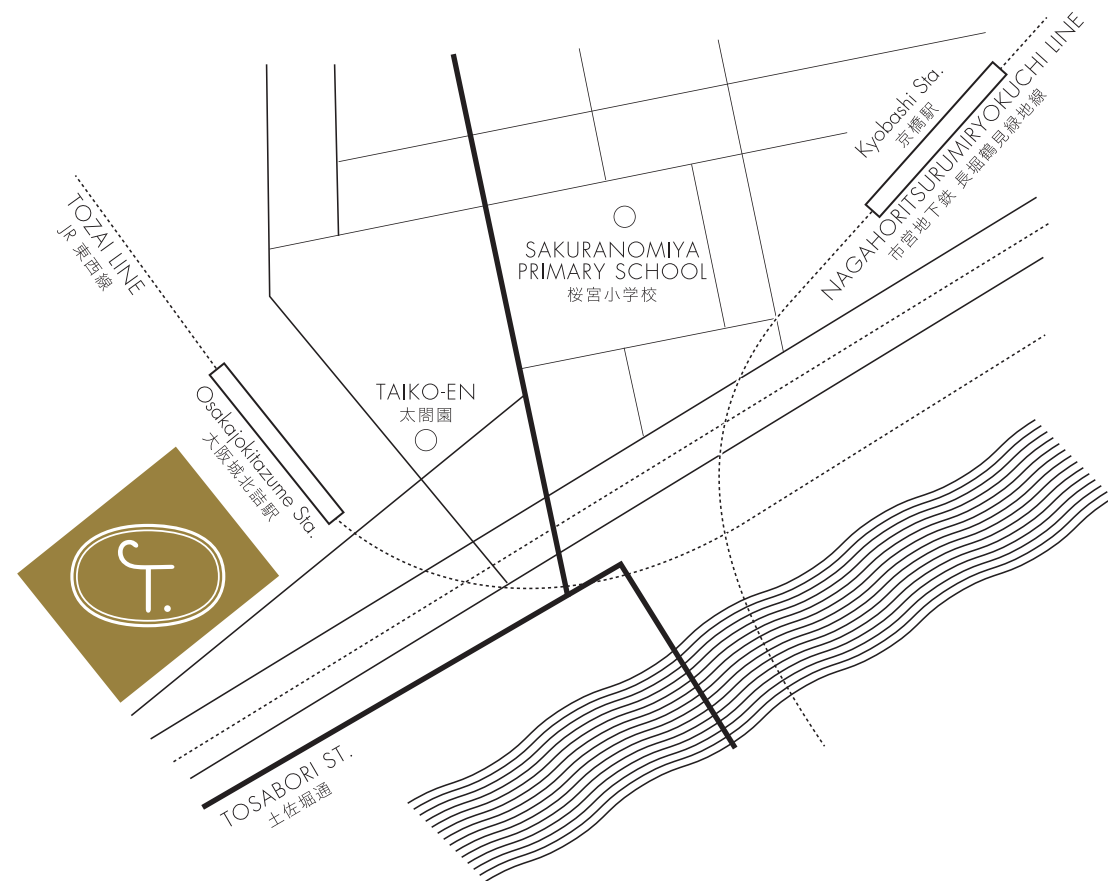 NAGAHORITSURUMIRYOKUCHI LINE
市営地下鉄 長堀鶴見緑地線
Kyobashi Sta.
京橋駅
TOZAI LINE
JR 東西線
SAKURANOMIYA
PRIMARY SCHOOL
桜宮小学校
TAIKO-EN
太閤園
Osakajokitazume Sta.
大阪城北詰駅
T.
TOSABORI ST.
土佐堀通